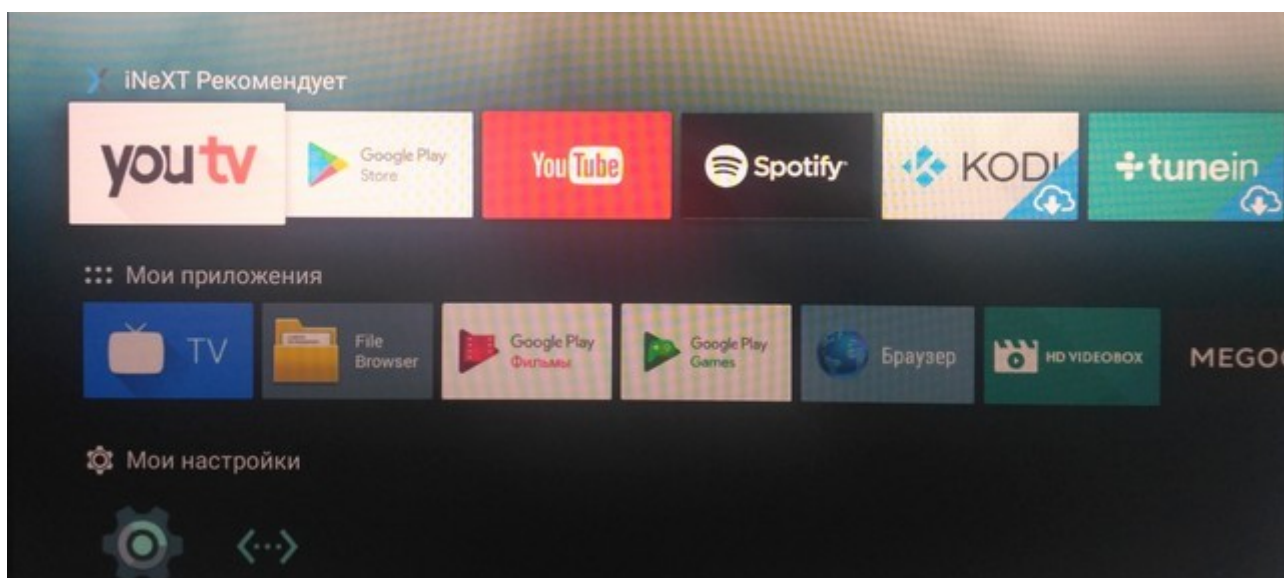 iNeXT Рекомендует
youtv
Google Play
Store
YouTube
Spotify
KODI
tunein
Мои приложения
TV
File
Browser
Google Play
Фильмы
Google Play
Games
Браузер
HD VIDEOBOX
Мои настройки